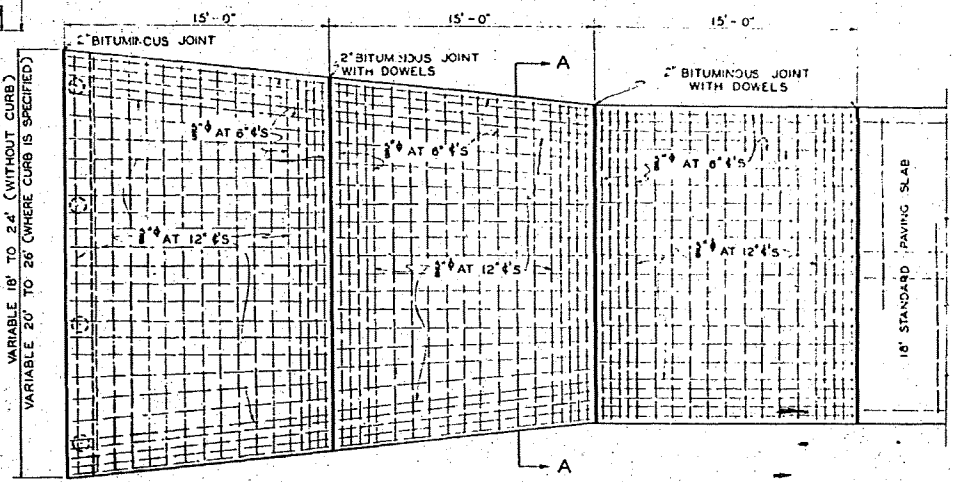 15'-0"
15'-0"
15'-0"
2" BITUMINOUS JOINT
2" BITUMINOUS JOINT
WITH DOWELS
A
2" BITUMINOUS JOINT
WITH DOWELS
AT 6" ¢'S
AT 6" ¢'S
AT 6" ¢'S
AT 12" ¢'S
AT 12" ¢'S
AT 12" ¢'S
VARIABLE 18' TO 24' (WITHOUT CURB)
VARIABLE 20' TO 26' (WHERE CURB IS SPECIFIED)
18' STANDARD PAVING SLAB
A